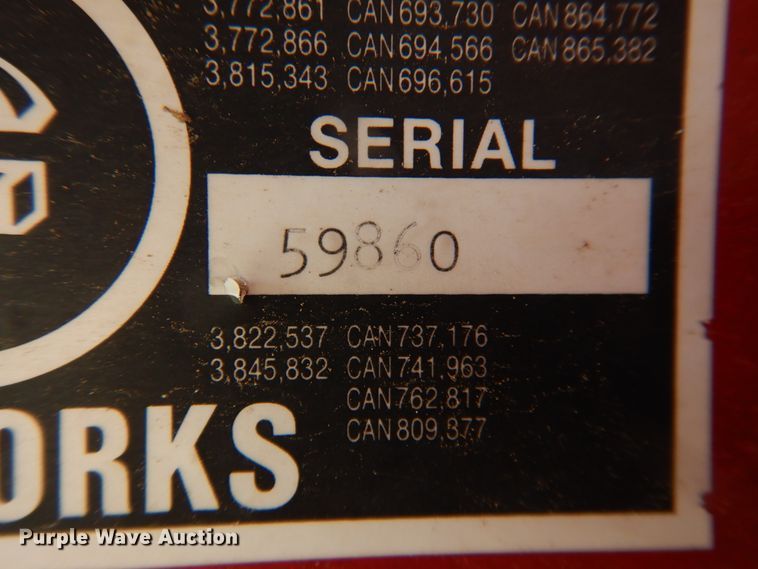 3,772,861 CAN693,730 CAN864,772
3,772,866 CAN694,566 CAN865,382
3,815,343 CAN696,615
SERIAL
59860
3,822,537 CAN737,176
3,845,832 CAN741,963
CAN762,817
CAN809,377
ORKS
Purple Wave Auction